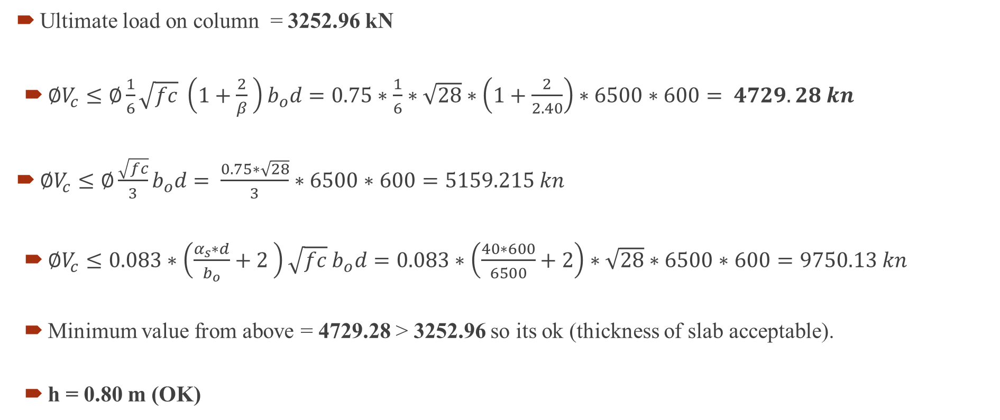 Ultimate load on column = 3252.96 kN
∅V_c ≤ ∅ 1/6 √fc (1 + 2/β) b_o d = 0.75 * 1/6 * √28 * (1 + 2/2.40) * 6500 * 600 = 4729.28 kn
∅V_c ≤ ∅ √fc/3 b_o d = 0.75*√28/3 * 6500 * 600 = 5159.215 kn
∅V_c ≤ 0.083 * (α_s*d/b_o + 2) √fc b_o d = 0.083 * (40*600/6500 + 2) * √28 * 6500 * 600 = 9750.13 kn
Minimum value from above = 4729.28 > 3252.96 so its ok (thickness of slab acceptable).
h = 0.80 m (OK)